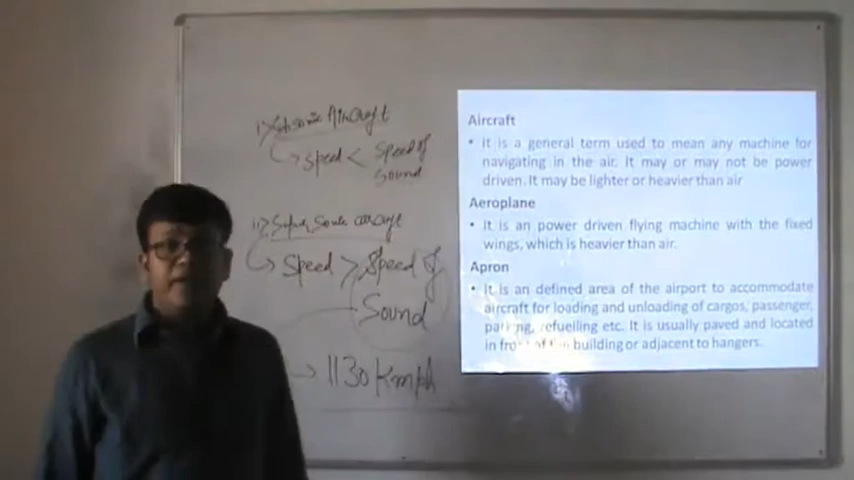 i) Subsonic Aircraft
→ Speed < Speed of
Sound
ii) Super Sonic
→ Speed > Speed of
Sound
→ 1130 Kmph
Aircraft
• It is a general term used to mean any machine for
navigating in the air. It may or may not be power
driven. It may be lighter or heavier than air
Aeroplane
• It is an power driven flying machine with the fixed
wings, which is heavier than air.
Apron
• It is an defined area of the airport to accommodate
aircraft for loading and unloading of cargos, passenger,
parking, refuelling etc. It is usually paved and located
in front of building or adjacent to hangers.